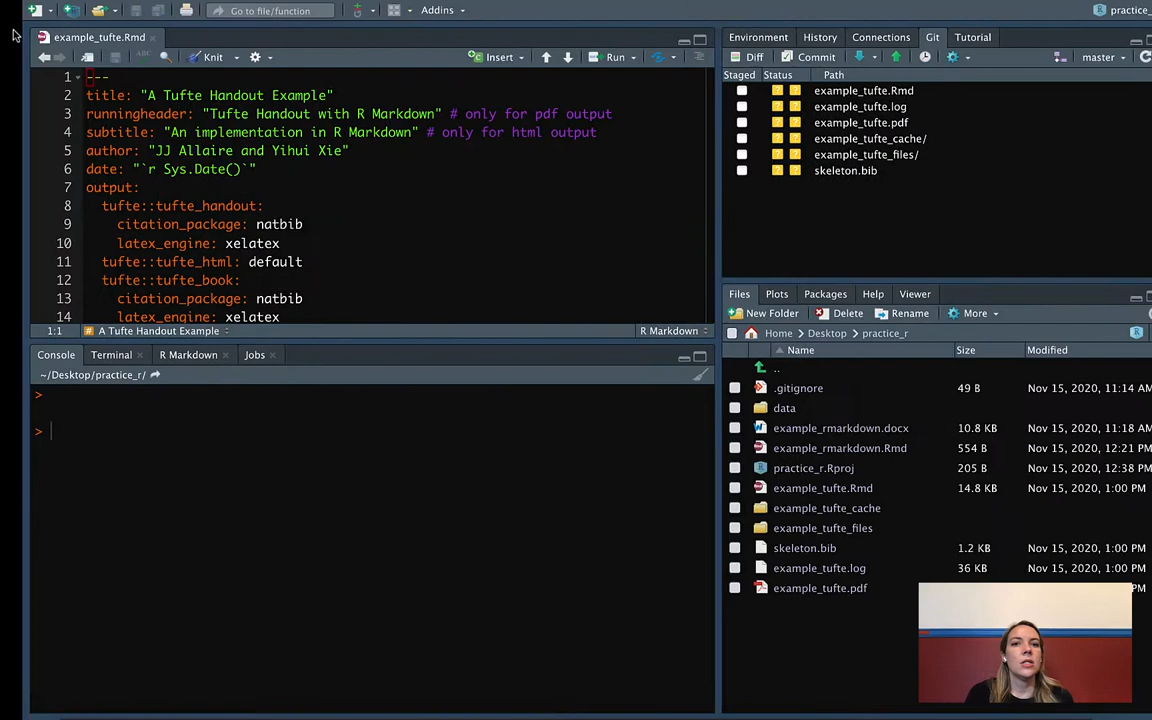 Go to file/function
Addins
practice_
example_tufte.Rmd
Knit
Insert
Run
1 ---
2 title: "A Tufte Handout Example"
3 runningheader: "Tufte Handout with R Markdown" # only for pdf output
4 subtitle: "An implementation in R Markdown" # only for html output
5 author: "JJ Allaire and Yihui Xie"
6 date: "`r Sys.Date()`"
7 output:
8 tufte::tufte_handout:
9 citation_package: natbib
10 latex_engine: xelatex
11 tufte::tufte_html: default
12 tufte::tufte_book:
13 citation_package: natbib
14 latex_engine: xelatex
1:1 # A Tufte Handout Example R Markdown
Console Terminal R Markdown Jobs
~/Desktop/practice_r/
>
>
Environment History Connections Git Tutorial
Diff Commit master
Staged Status Path
? ? example_tufte.Rmd
? ? example_tufte.log
? ? example_tufte.pdf
? ? example_tufte_cache/
? ? example_tufte_files/
? ? skeleton.bib
Files Plots Packages Help Viewer
New Folder Delete Rename More
Home Desktop practice_r
Name Size Modified
..
.gitignore 49 B Nov 15, 2020, 11:14 AM
data
example_rmarkdown.docx 10.8 KB Nov 15, 2020, 11:18 AM
example_rmarkdown.Rmd 554 B Nov 15, 2020, 12:21 PM
practice_r.Rproj 205 B Nov 15, 2020, 12:38 PM
example_tufte.Rmd 14.8 KB Nov 15, 2020, 1:00 PM
example_tufte_cache
example_tufte_files
skeleton.bib 1.2 KB Nov 15, 2020, 1:00 PM
example_tufte.log 36 KB Nov 15, 2020, 1:00 PM
example_tufte.pdf PM